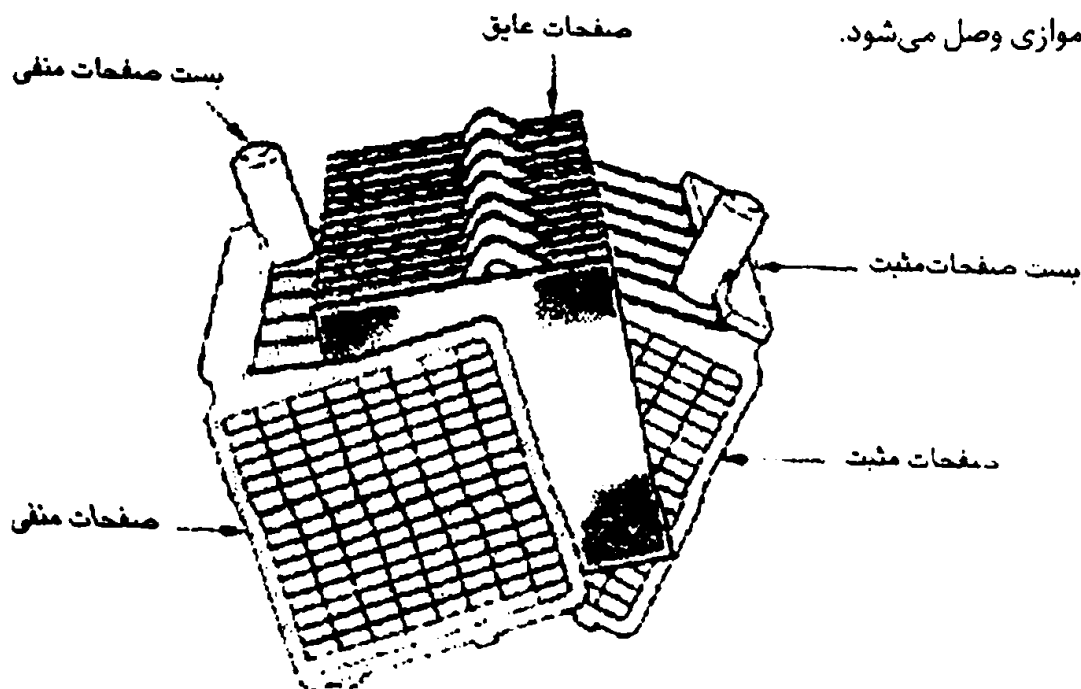 موازی وصل می‌شود.
صفحات عایق
بست صفحات منفی
بست صفحات مثبت
صفحات مثبت
صفحات منفی